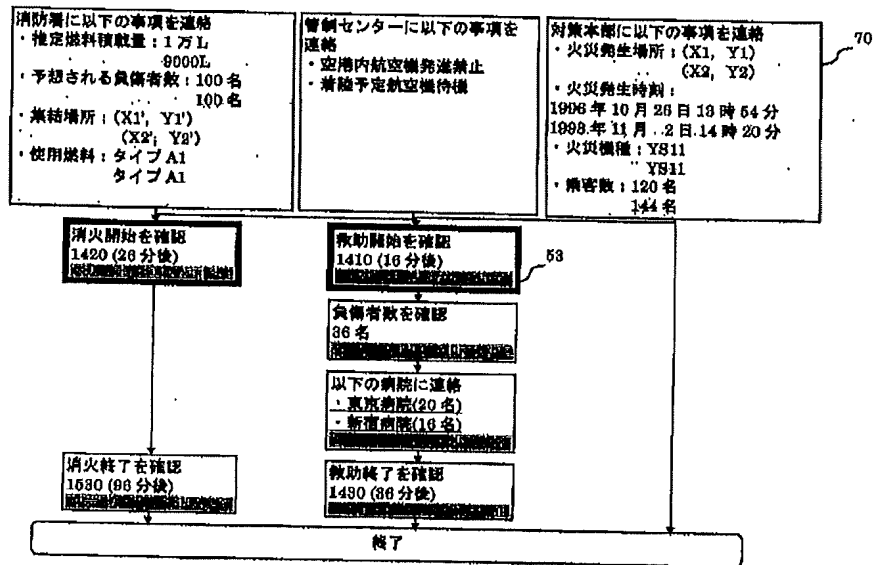 消防署に以下の事項を連絡
・推定燃料積載量：1万L
9000L
・予想される負傷者数：100名
100名
・集結場所：(X1', Y1')
(X2', Y2')
・使用燃料：タイプA1
タイプA1
管制センターに以下の事項を
連絡
・空港内航空機発進禁止
・着陸予定航空機待機
対策本部に以下の事項を連絡
・火災発生場所：(X1, Y1)
(X2, Y2)
・火災発生時刻：
1996年10月26日13時54分
1998年11月 2日 14時20分
・火災機種：YS11
YS11
・乗客数：120名
144名
70
消火開始を確認
1420 (26分後)
救助開始を確認
1410 (16分後)
53
負傷者数を確認
36名
以下の病院に連絡
・東京病院(20名)
・新宿病院(16名)
消火終了を確認
1530 (96分後)
救助終了を確認
1430 (36分後)
終了